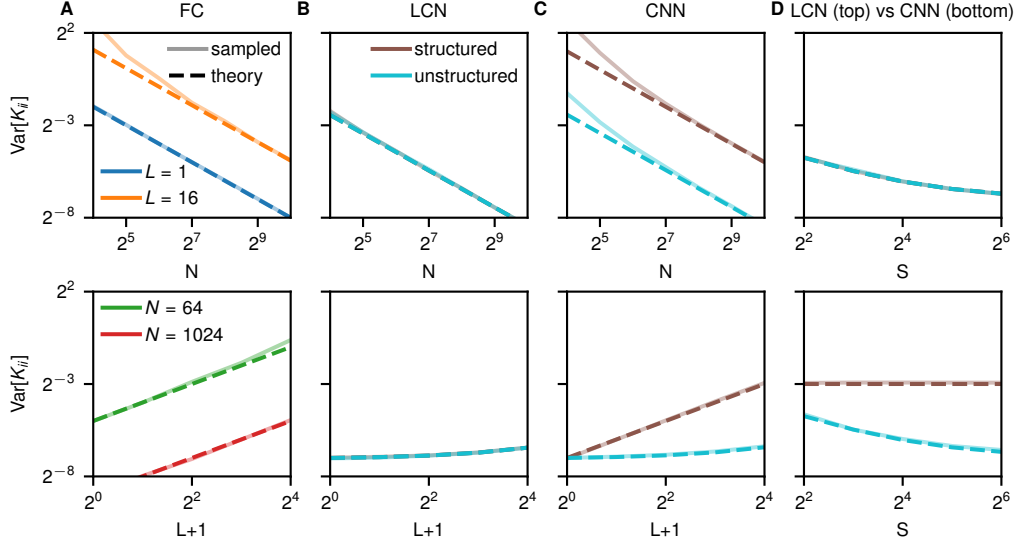 A FC B LCN C CNN D LCN (top) vs CNN (bottom)
Var[K_ii]
2^2
2^-3
2^-8
sampled
theory
L = 1
L = 16
2^5 2^7 2^9
N
2^5 2^7 2^9
N
structured
unstructured
2^5 2^7 2^9
N
2^2 2^4 2^6
S
Var[K_ii]
2^2
2^-3
2^-8
N = 64
N = 1024
2^0 2^2 2^4
L+1
2^0 2^2 2^4
L+1
2^0 2^2 2^4
L+1
2^2 2^4 2^6
S